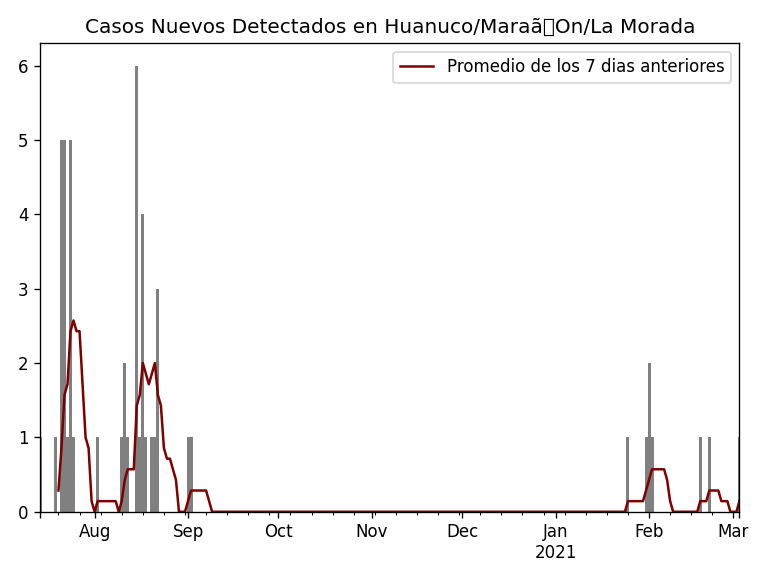 Casos Nuevos Detectados en Huanuco/Maraã▯On/La Morada
Promedio de los 7 dias anteriores
6
5
4
3
2
1
0
Aug Sep Oct Nov Dec Jan Feb Mar
2021